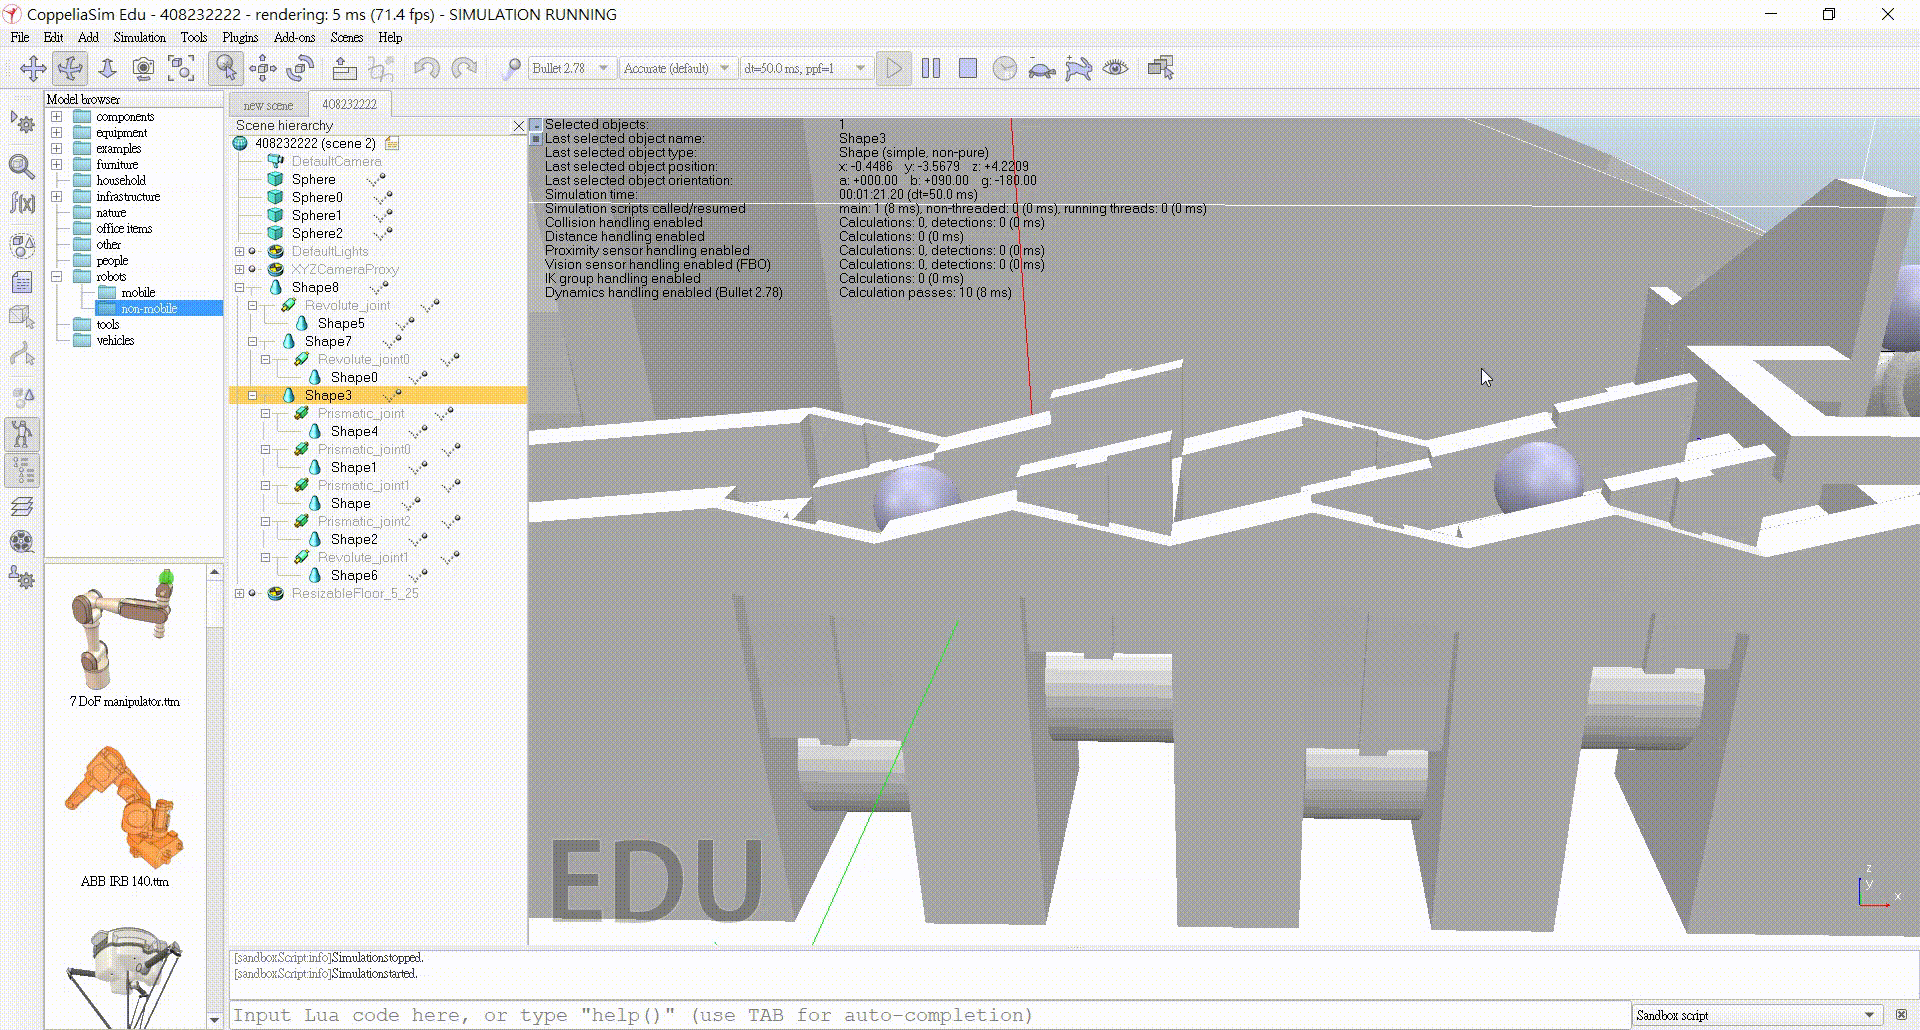 CoppeliaSim Edu - 408232222 - rendering: 5 ms (71.4 fps) - SIMULATION RUNNING
File Edit Add Simulation Tools Plugins Add-ons Scenes Help
Bullet 2.78 Accurate (default) dt=50.0 ms, ppf=1
Model browser
components
equipment
examples
furniture
household
infrastructure
nature
office items
other
people
robots
mobile
non-mobile
tools
vehicles
7 DoF manipulator.ttm
ABB IRB 140.ttm
new scene 408232222
Scene hierarchy
408232222 (scene 2)
DefaultCamera
Sphere
Sphere0
Sphere1
Sphere2
DefaultLights
XYZCameraProxy
Shape8
Revolute_joint
Shape5
Shape7
Revolute_joint0
Shape0
Shape3
Prismatic_joint
Shape4
Prismatic_joint0
Shape1
Prismatic_joint1
Shape
Prismatic_joint2
Shape2
Revolute_joint1
Shape6
ResizableFloor_5_25
Selected objects: 1
Last selected object name: Shape3
Last selected object type: Shape (simple, non-pure)
Last selected object position: x: -0.4486 y: -3.5679 z: +4.2209
Last selected object orientation: a: +000.00 b: +090.00 g: -180.00
Simulation time: 00:01:21.20 (dt=50.0 ms)
Simulation scripts called/resumed main: 1 (8 ms), non-threaded: 0 (0 ms), running threads: 0 (0 ms)
Collision handling enabled Calculations: 0, detections: 0 (0 ms)
Distance handling enabled Calculations: 0 (0 ms)
Proximity sensor handling enabled Calculations: 0, detections: 0 (0 ms)
Vision sensor handling enabled (FBO) Calculations: 0, detections: 0 (0 ms)
IK group handling enabled Calculations: 0 (0 ms)
Dynamics handling enabled (Bullet 2.78) Calculation passes: 10 (8 ms)
EDU
z
y
x
[sandboxScript:info]Simulationstopped.
[sandboxScript:info]Simulationstarted.
Input Lua code here, or type "help()" (use TAB for auto-completion)
Sandbox script